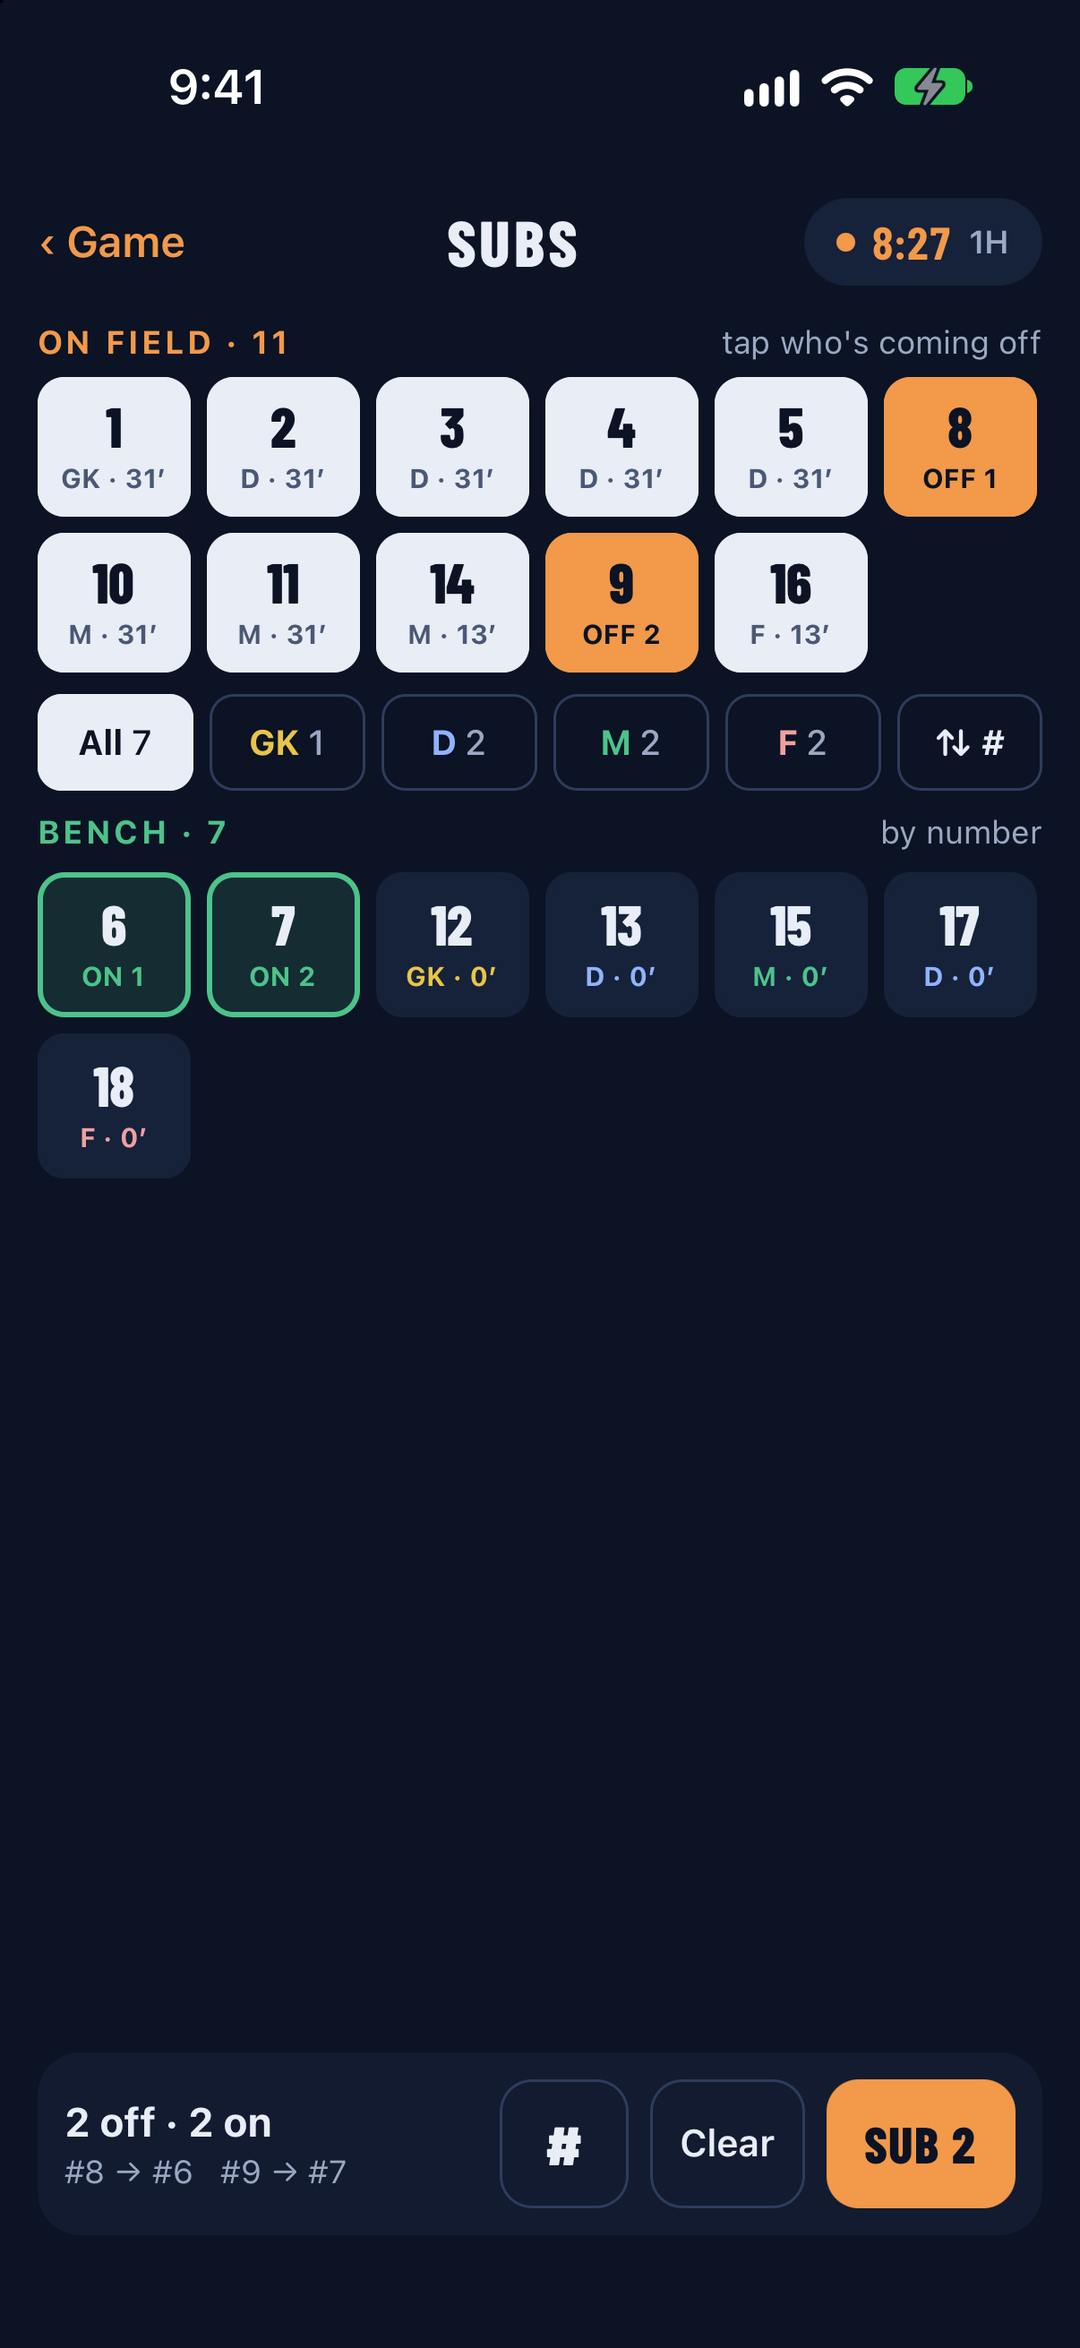 9:41
‹ Game SUBS 8:27 1H
ON FIELD · 11 tap who's coming off
1 2 3 4 5 8
GK · 31′ D · 31′ D · 31′ D · 31′ D · 31′ OFF 1
10 11 14 9 16
M · 31′ M · 31′ M · 13′ OFF 2 F · 13′
All 7 GK 1 D 2 M 2 F 2 ↑↓ #
BENCH · 7 by number
6 7 12 13 15 17
ON 1 ON 2 GK · 0′ D · 0′ M · 0′ D · 0′
18
F · 0′
2 off · 2 on # Clear SUB 2
#8 → #6 #9 → #7